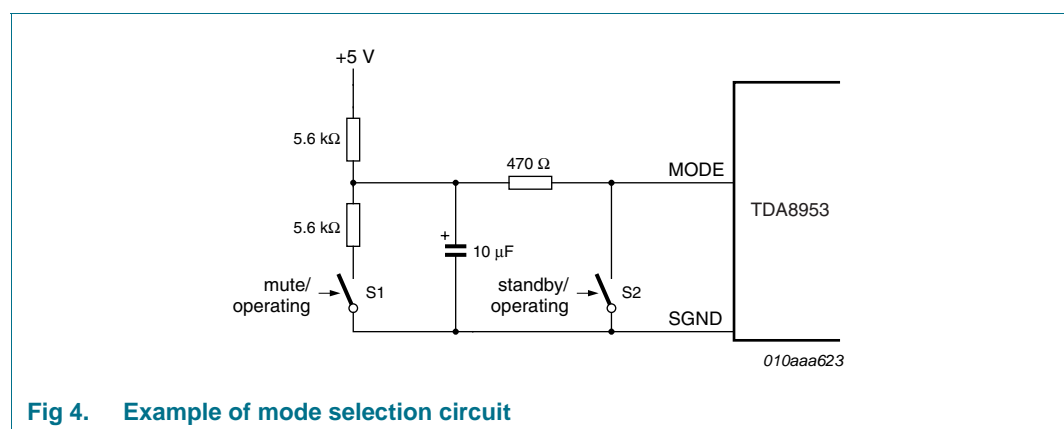 +5 V
5.6 kΩ
470 Ω
MODE
TDA8953
5.6 kΩ
+
10 μF
mute/
operating
S1
standby/
operating
S2
SGND
010aaa623
Fig 4. Example of mode selection circuit